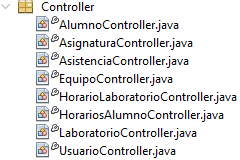 Controller
AlumnoController.java
AsignaturaController.java
AsistenciaController.java
EquipoController.java
HorarioLaboratorioController.java
HorariosAlumnoController.java
LaboratorioController.java
UsuarioController.java